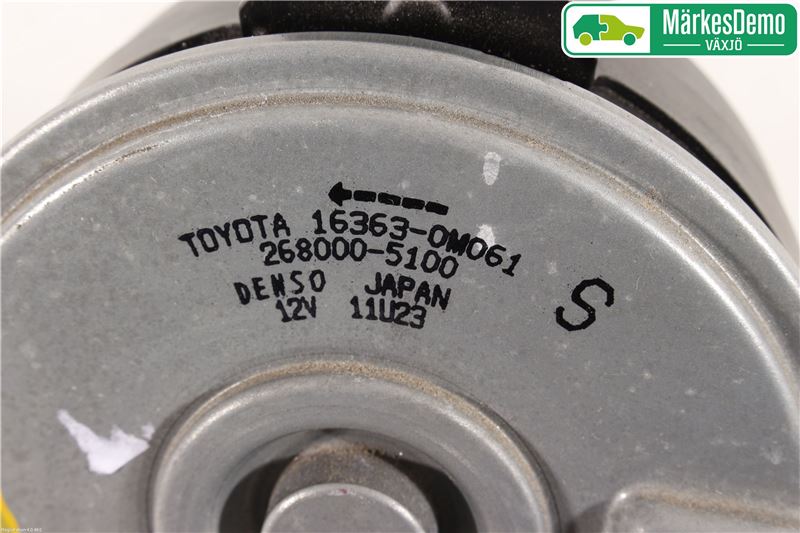 MärkesDemo
VÄXJÖ
TOYOTA 16363-0M061
268000-5100
DENSO JAPAN
12V 11U23
S